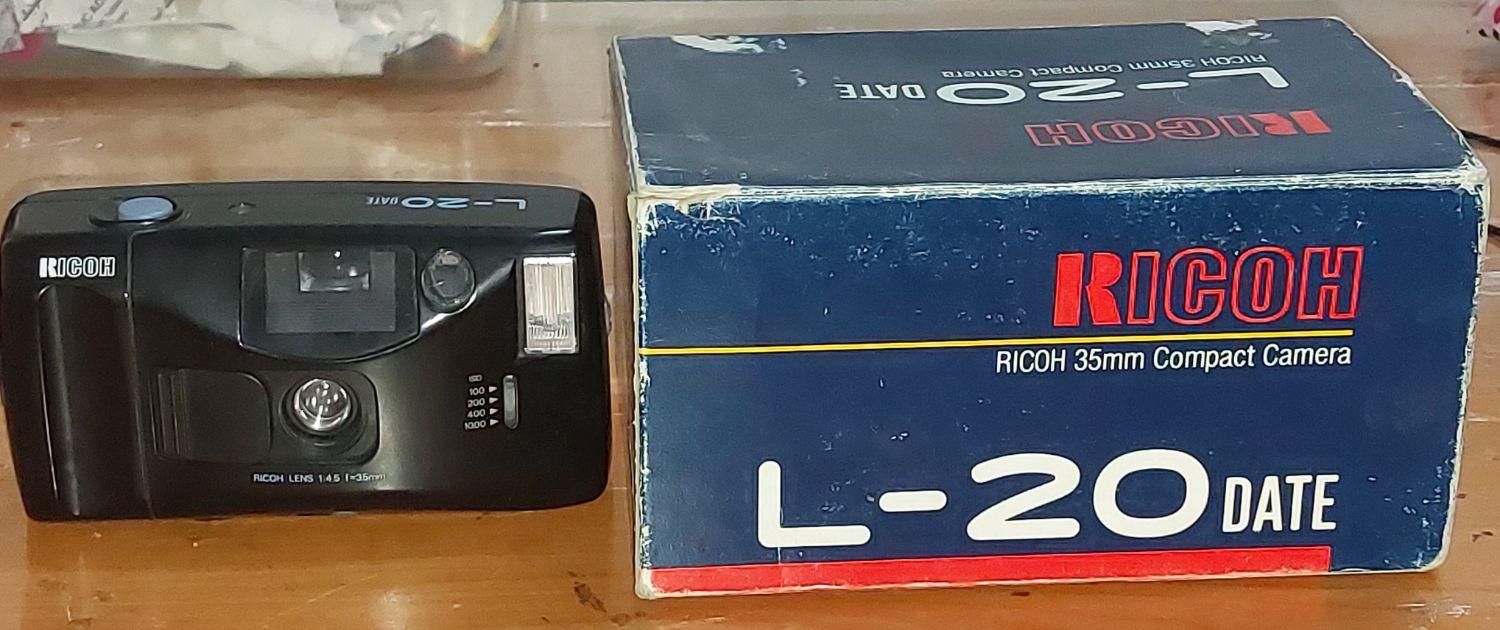 RICOH
L-20 DATE
ISO
100
200
400
1000
RICOH LENS 1:4.5 f=35mm
RICOH
L-20 DATE
RICOH 35mm Compact Camera
RICOH
RICOH 35mm Compact Camera
L-20 DATE